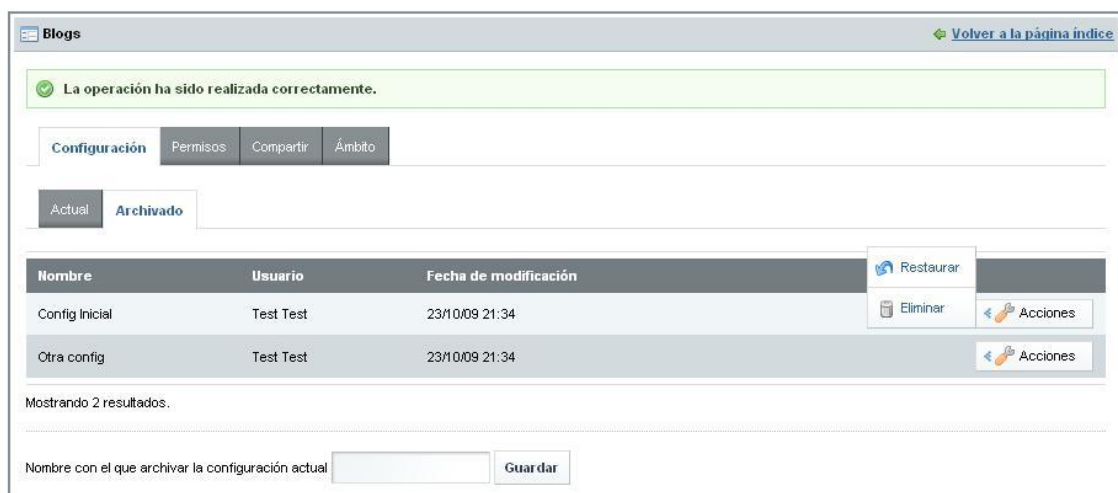 Blogs
Volver a la página índice
La operación ha sido realizada correctamente.
Configuración Permisos Compartir Ámbito
Actual Archivado
Nombre Usuario Fecha de modificación
Restaurar
Eliminar
Config Inicial Test Test 23/10/09 21:34 Acciones
Otra config Test Test 23/10/09 21:34 Acciones
Mostrando 2 resultados.
Nombre con el que archivar la configuración actual Guardar